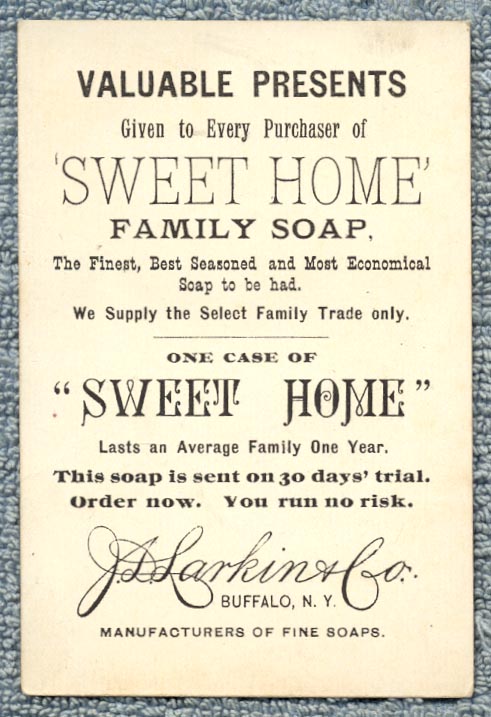 VALUABLE PRESENTS
Given to Every Purchaser of
'SWEET HOME'
FAMILY SOAP,
The Finest, Best Seasoned and Most Economical
Soap to be had.
We Supply the Select Family Trade only.
ONE CASE OF
"SWEET HOME"
Lasts an Average Family One Year.
This soap is sent on 30 days' trial.
Order now. You run no risk.
J. D. Larkin & Co.
BUFFALO, N. Y.
MANUFACTURERS OF FINE SOAPS.